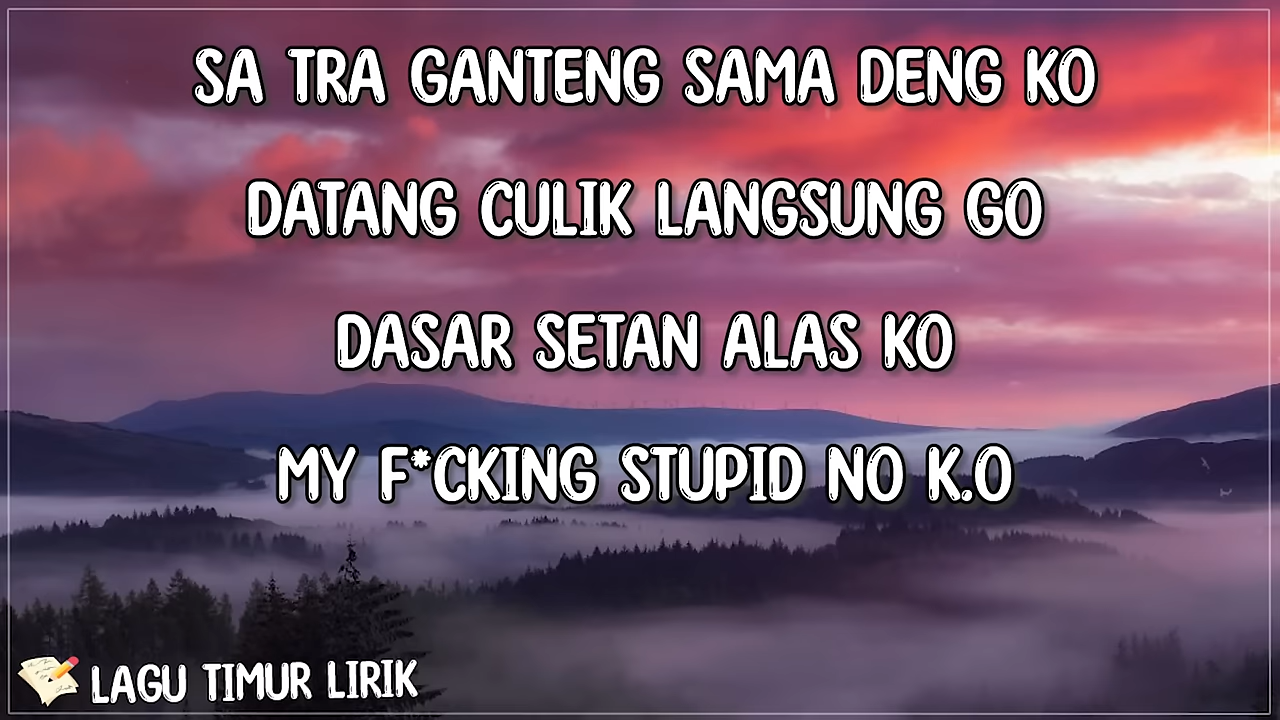 SA TRA GANTENG SAMA DENG KO
DATANG CULIK LANGSUNG GO
DASAR SETAN ALAS KO
MY F*CKING STUPID NO K.O
LAGU TIMUR LIRIK